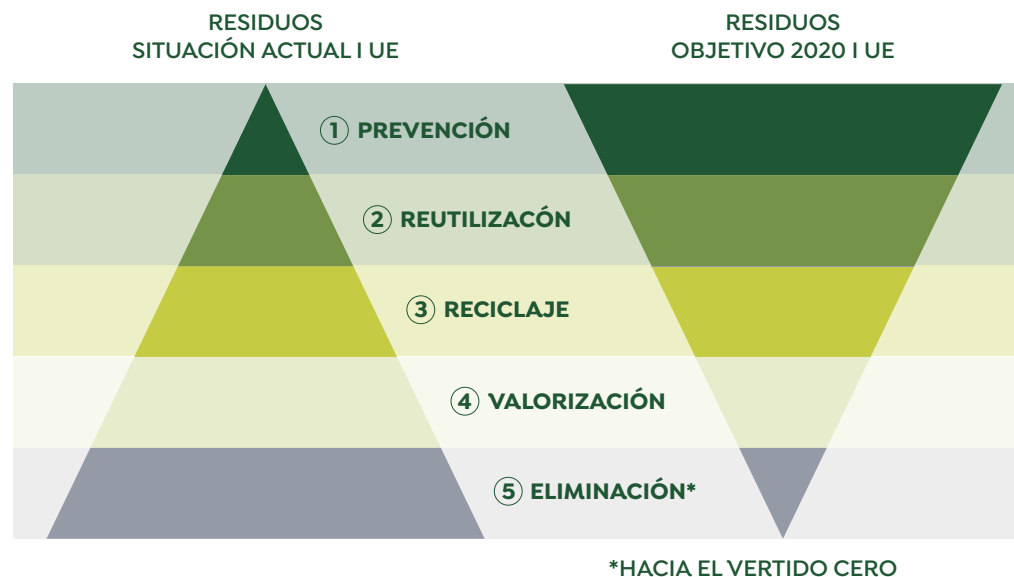 RESIDUOS
SITUACIÓN ACTUAL I UE
RESIDUOS
OBJETIVO 2020 I UE
1 PREVENCIÓN
2 REUTILIZACÓN
3 RECICLAJE
4 VALORIZACIÓN
5 ELIMINACIÓN*
*HACIA EL VERTIDO CERO